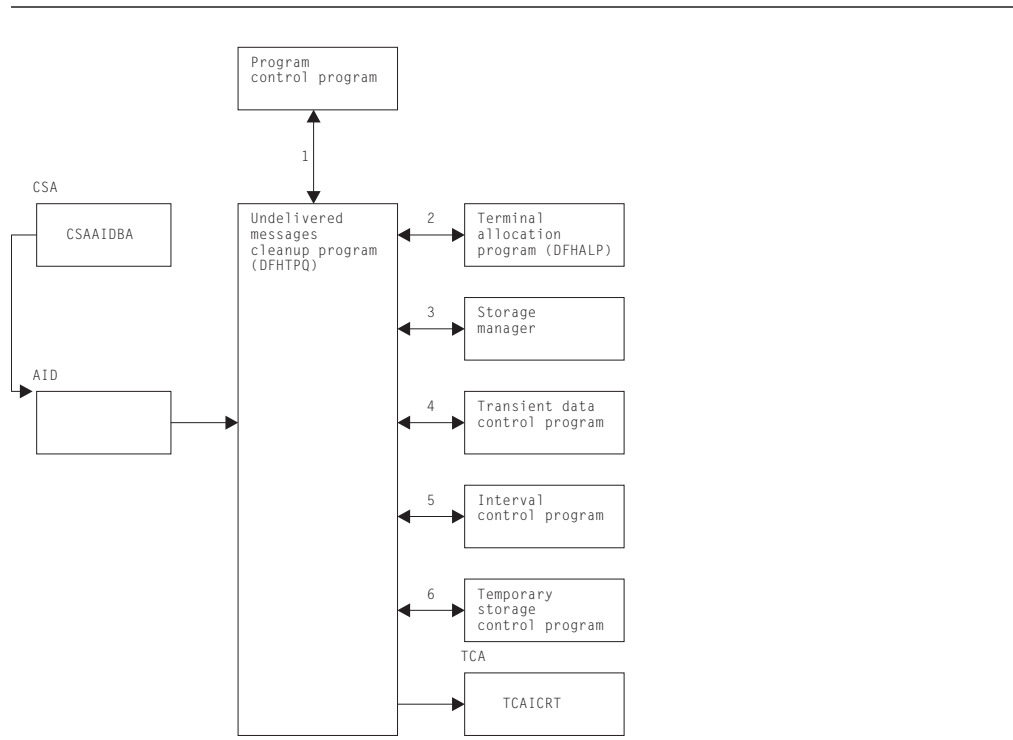 Program
control program
1
CSA
CSAAIDBA
Undelivered
messages
cleanup program
(DFHTPQ)
2
Terminal
allocation
program (DFHALP)
3
Storage
manager
AID
4
Transient data
control program
5
Interval
control program
6
Temporary
storage
control program
TCA
TCAICRT